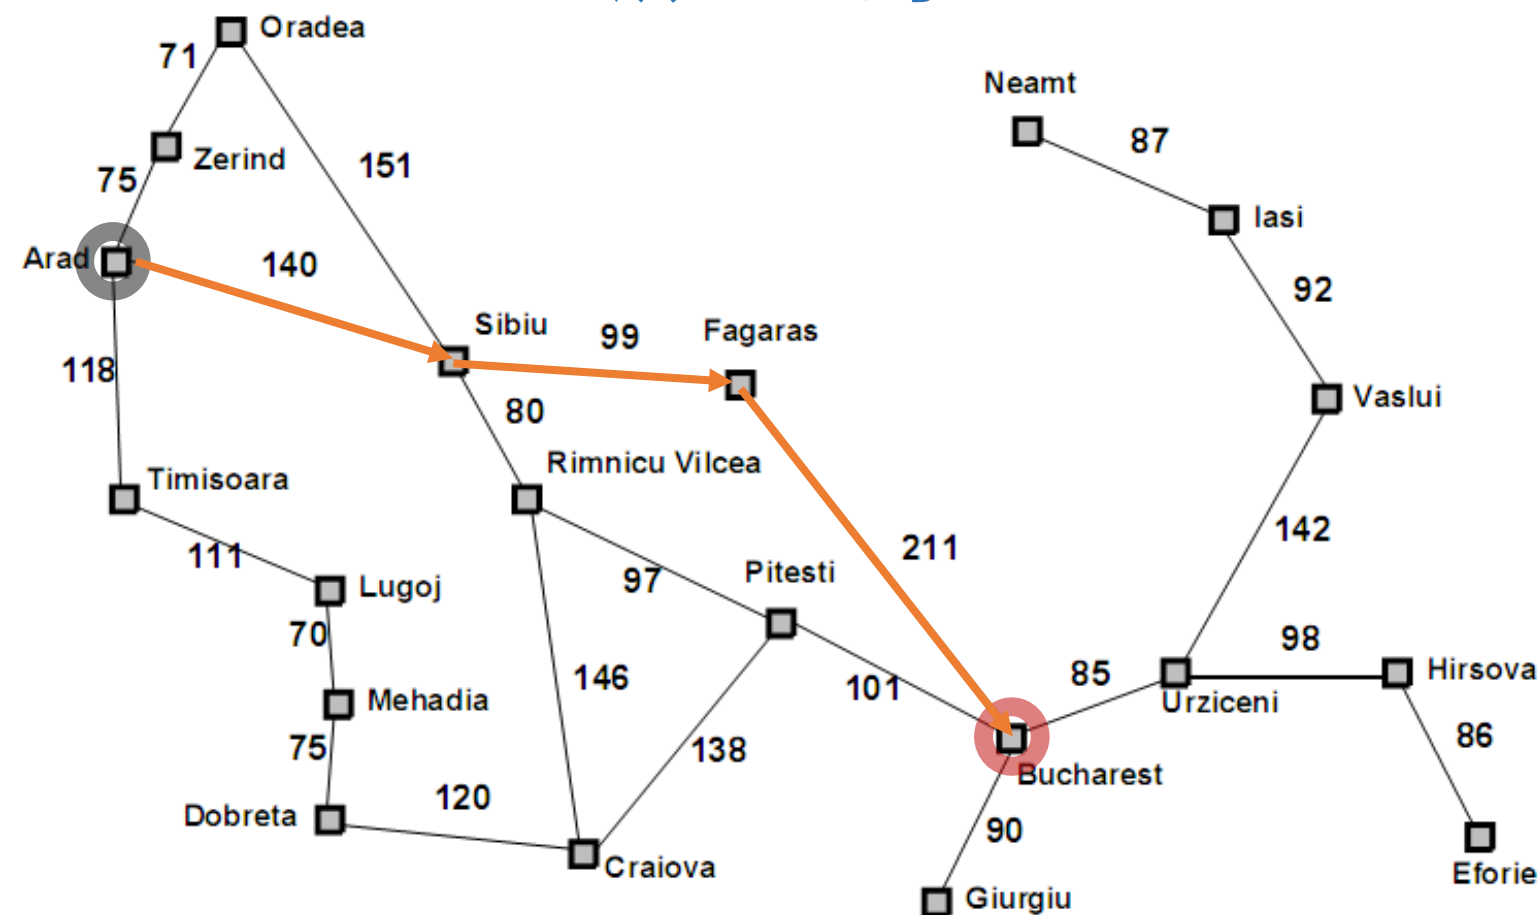 Oradea
71
Neamt
87
Zerind
151
75
Iasi
Arad
140
92
Sibiu
99
Fagaras
118
80
Vaslui
Rimnicu Vilcea
Timisoara
142
211
111
97
Pitesti
Lugoj
70
98
146
101
85
Hirsova
Urziceni
Mehadia
75
138
86
Bucharest
120
Dobreta
90
Craiova
Eforie
Giurgiu